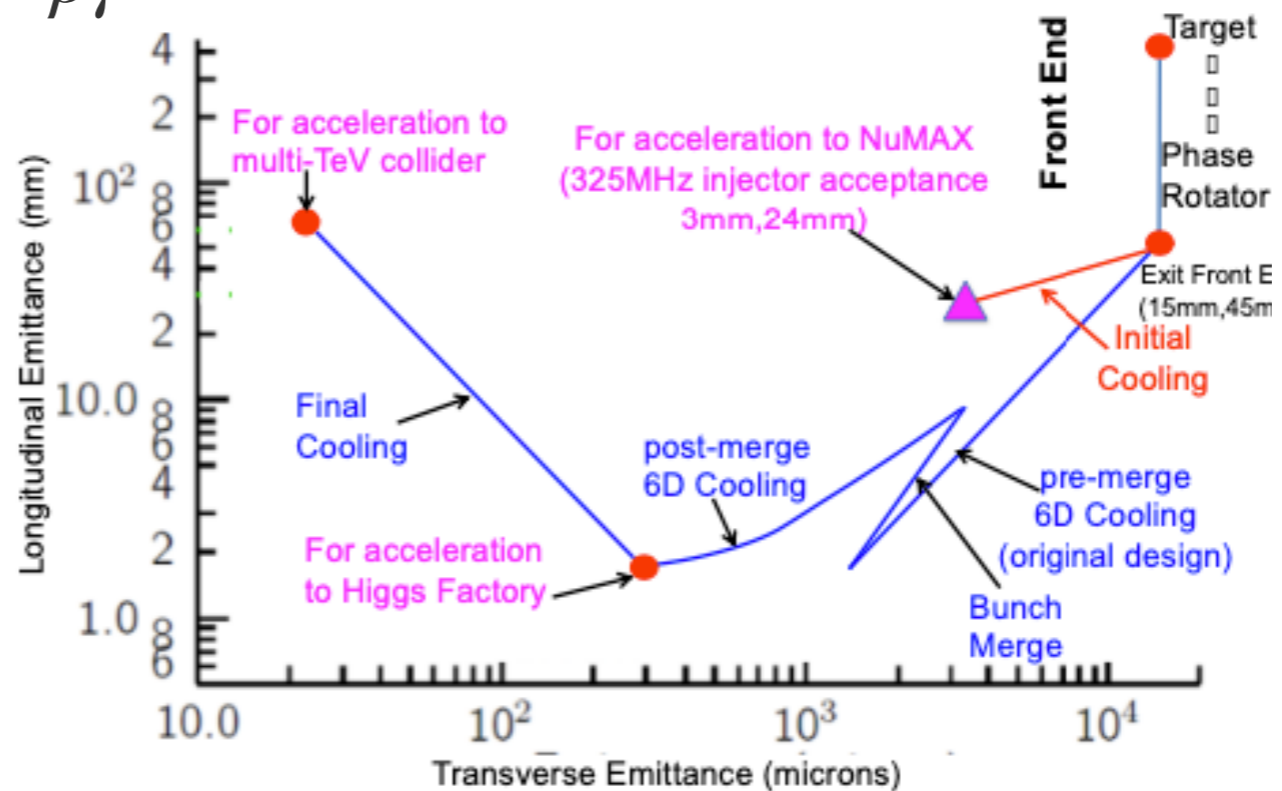 βγ
4
2
10²
8
6
4
2
10.0
8
6
4
2
1.0
8
6
Longitudinal Emittance (mm)
For acceleration to
multi-TeV collider
For acceleration to NuMAX
(325MHz injector acceptance
3mm,24mm)
Front End
Target
Phase
Rotator
Exit Front E
(15mm,45m
Initial
Cooling
Final
Cooling
post-merge
6D Cooling
pre-merge
6D Cooling
(original design)
For acceleration
to Higgs Factory
Bunch
Merge
10.0
10²
10³
10⁴
Transverse Emittance (microns)